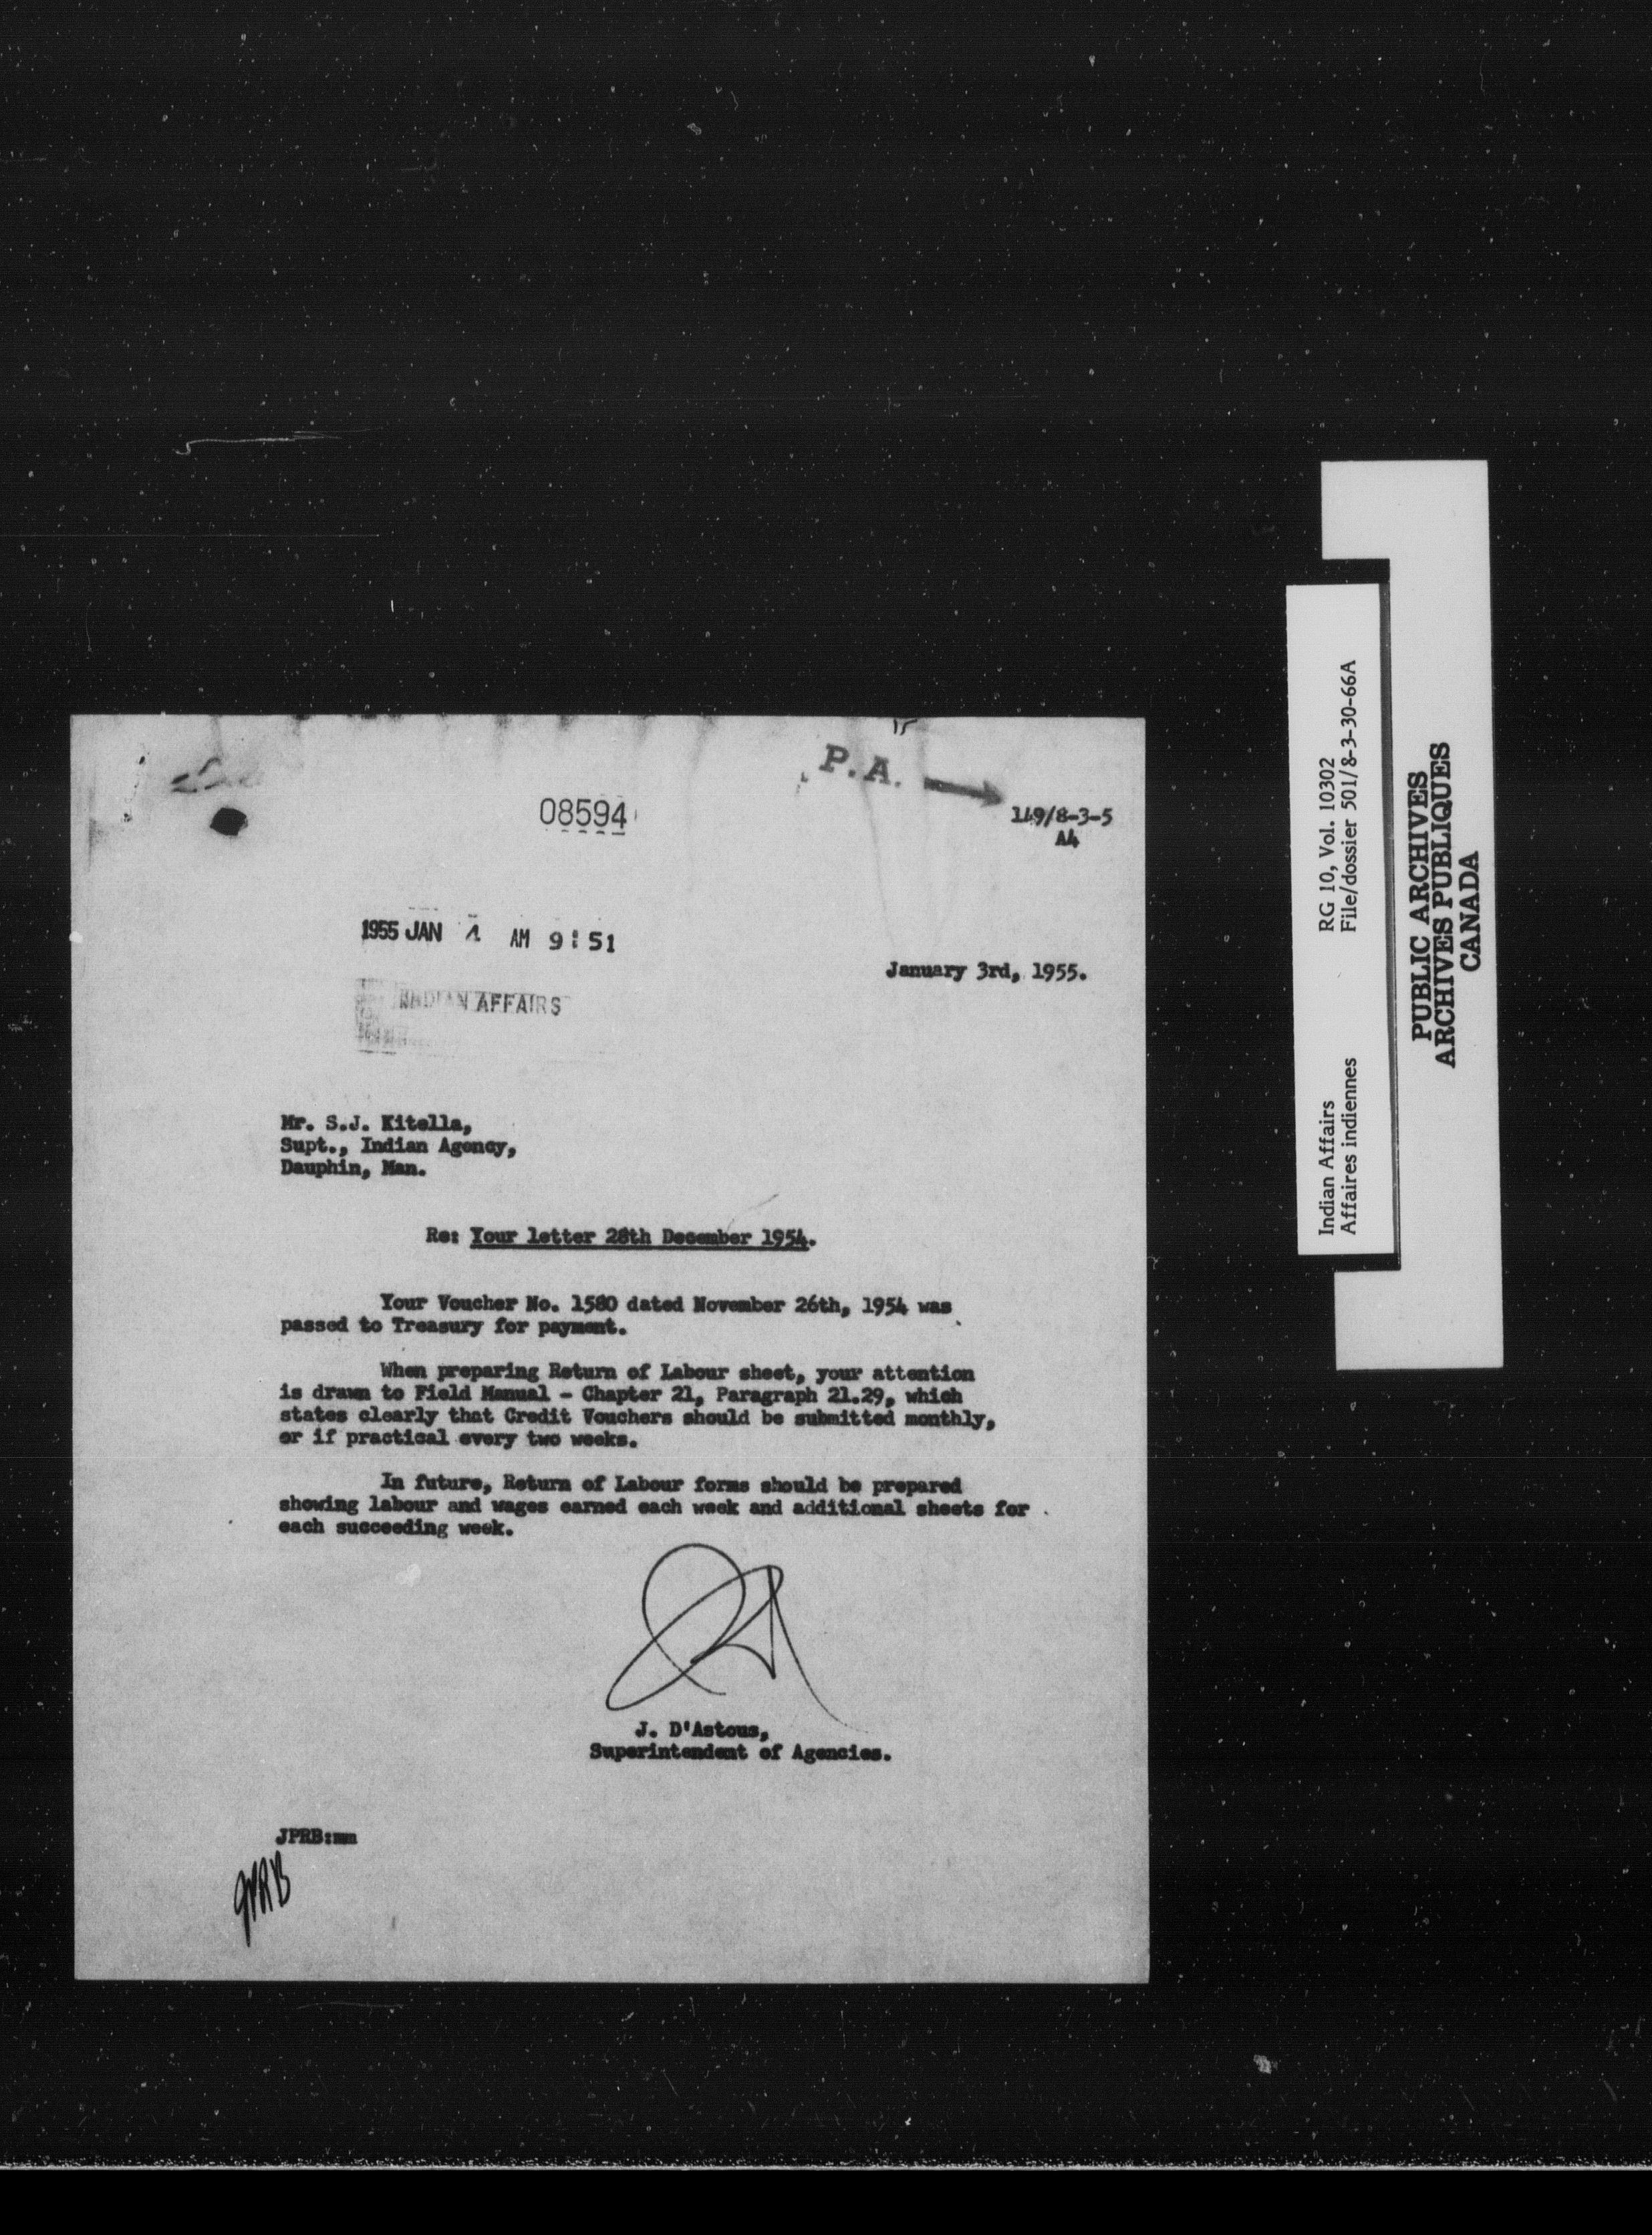 P.A.
08594
149/8-3-5
A4
1955 JAN 4 AM 9:51
January 3rd, 1955.
INDIAN AFFAIRS
Mr. S.J. Kitella,
Supt., Indian Agency,
Dauphin, Man.
Re: Your letter 28th December 1954.
Your Voucher No. 1580 dated November 26th, 1954 was
passed to Treasury for payment.
When preparing Return of Labour sheet, your attention
is drawn to Field Manual - Chapter 21, Paragraph 21.29, which
states clearly that Credit Vouchers should be submitted monthly,
or if practical every two weeks.
In future, Return of Labour forms should be prepared
showing labour and wages earned each week and additional sheets for
each succeeding week.
J. D'Astous,
Superintendent of Agencies.
JPRB:mm
JPRB
Indian Affairs RG 10, Vol. 10302
Affaires indiennes File/dossier 501/8-3-30-66A
PUBLIC ARCHIVES
ARCHIVES PUBLIQUES
CANADA